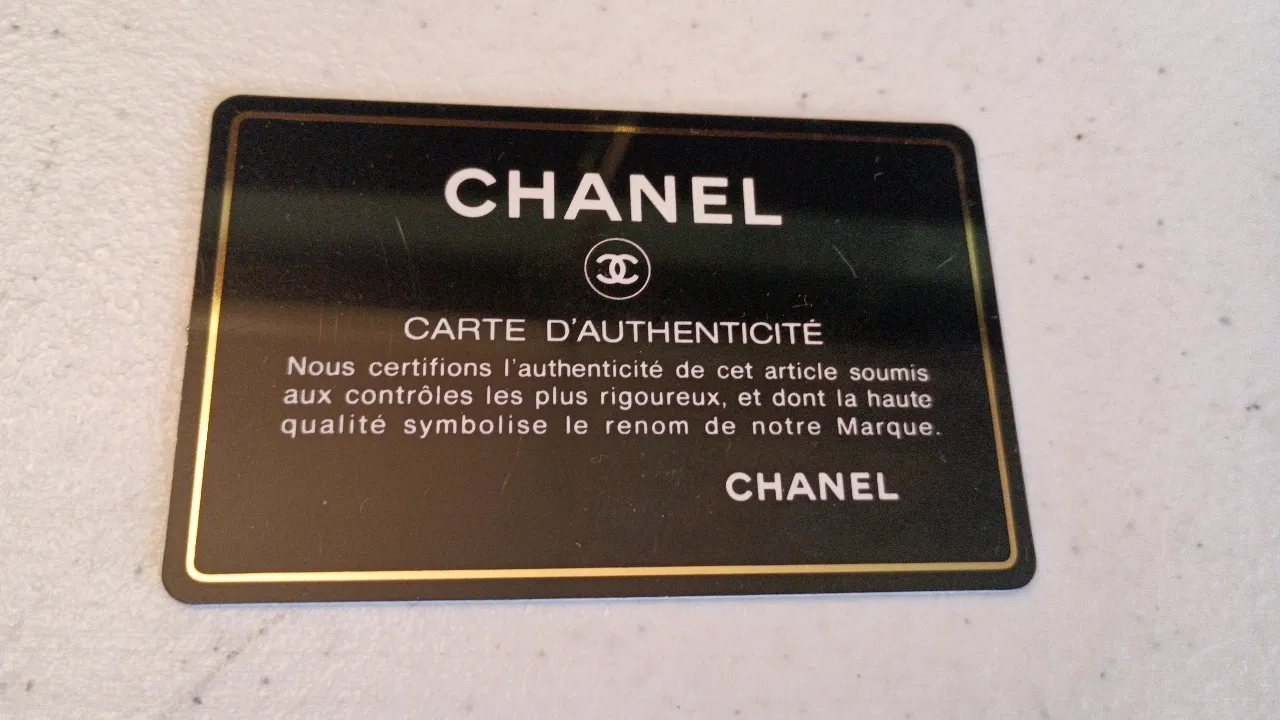 CHANEL
CARTE D'AUTHENTICITÉ
Nous certifions l'authenticité de cet article soumis
aux contrôles les plus rigoureux, et dont la haute
qualité symbolise le renom de notre Marque.
CHANEL